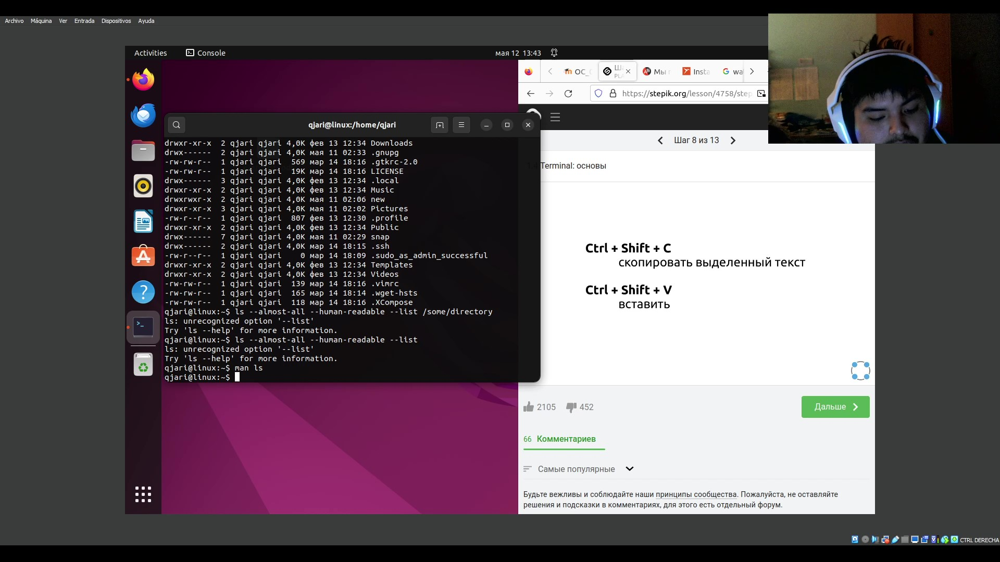 Archivo Máquina Ver Entrada Dispositivos Ayuda
Activities Console мая 12 13:43
qjari@linux:/home/qjari
drwxr-xr-x 2 qjari qjari 4,0K фев 13 12:34 Downloads
drwx------ 2 qjari qjari 4,0K мая 11 02:33 .gnupg
-rw-rw-r-- 1 qjari qjari 569 мар 14 18:16 .gtkrc-2.0
-rw-rw-r-- 1 qjari qjari 19K мар 14 18:16 LICENSE
drwx------ 3 qjari qjari 4,0K фев 13 12:34 .local
drwxr-xr-x 2 qjari qjari 4,0K фев 13 12:34 Music
drwxrwxr-x 2 qjari qjari 4,0K мая 11 02:06 new
drwxr-xr-x 3 qjari qjari 4,0K мая 11 02:02 Pictures
-rw-r--r-- 1 qjari qjari 807 фев 13 12:30 .profile
drwxr-xr-x 2 qjari qjari 4,0K фев 13 12:34 Public
drwx------ 7 qjari qjari 4,0K мая 11 02:29 snap
drwx------ 2 qjari qjari 4,0K мар 14 18:15 .ssh
-rw-r--r-- 1 qjari qjari 0 мар 14 18:09 .sudo_as_admin_successful
drwxr-xr-x 2 qjari qjari 4,0K фев 13 12:34 Templates
drwxr-xr-x 2 qjari qjari 4,0K фев 13 12:34 Videos
-rw-rw-r-- 1 qjari qjari 139 мар 14 18:16 .vimrc
-rw-rw-r-- 1 qjari qjari 165 мар 14 18:14 .wget-hsts
-rw-rw-r-- 1 qjari qjari 118 мар 14 18:16 .XCompose
qjari@linux:~$ ls --almost-all --human-readable --list /some/directory
ls: unrecognized option '--list'
Try 'ls --help' for more information.
qjari@linux:~$ ls --almost-all --human-readable --list
ls: unrecognized option '--list'
Try 'ls --help' for more information.
qjari@linux:~$ man ls
qjari@linux:~$
OC_ Ша Мы Insta wa
PLA
https://stepik.org/lesson/4758/step
Шаг 8 из 13
Terminal: основы
Ctrl + Shift + C
скопировать выделенный текст
Ctrl + Shift + V
вставить
2105 452
Дальше
66 Комментариев
Самые популярные
Будьте вежливы и соблюдайте наши принципы сообщества. Пожалуйста, не оставляйте
решения и подсказки в комментариях, для этого есть отдельный форум.
CTRL DERECHA